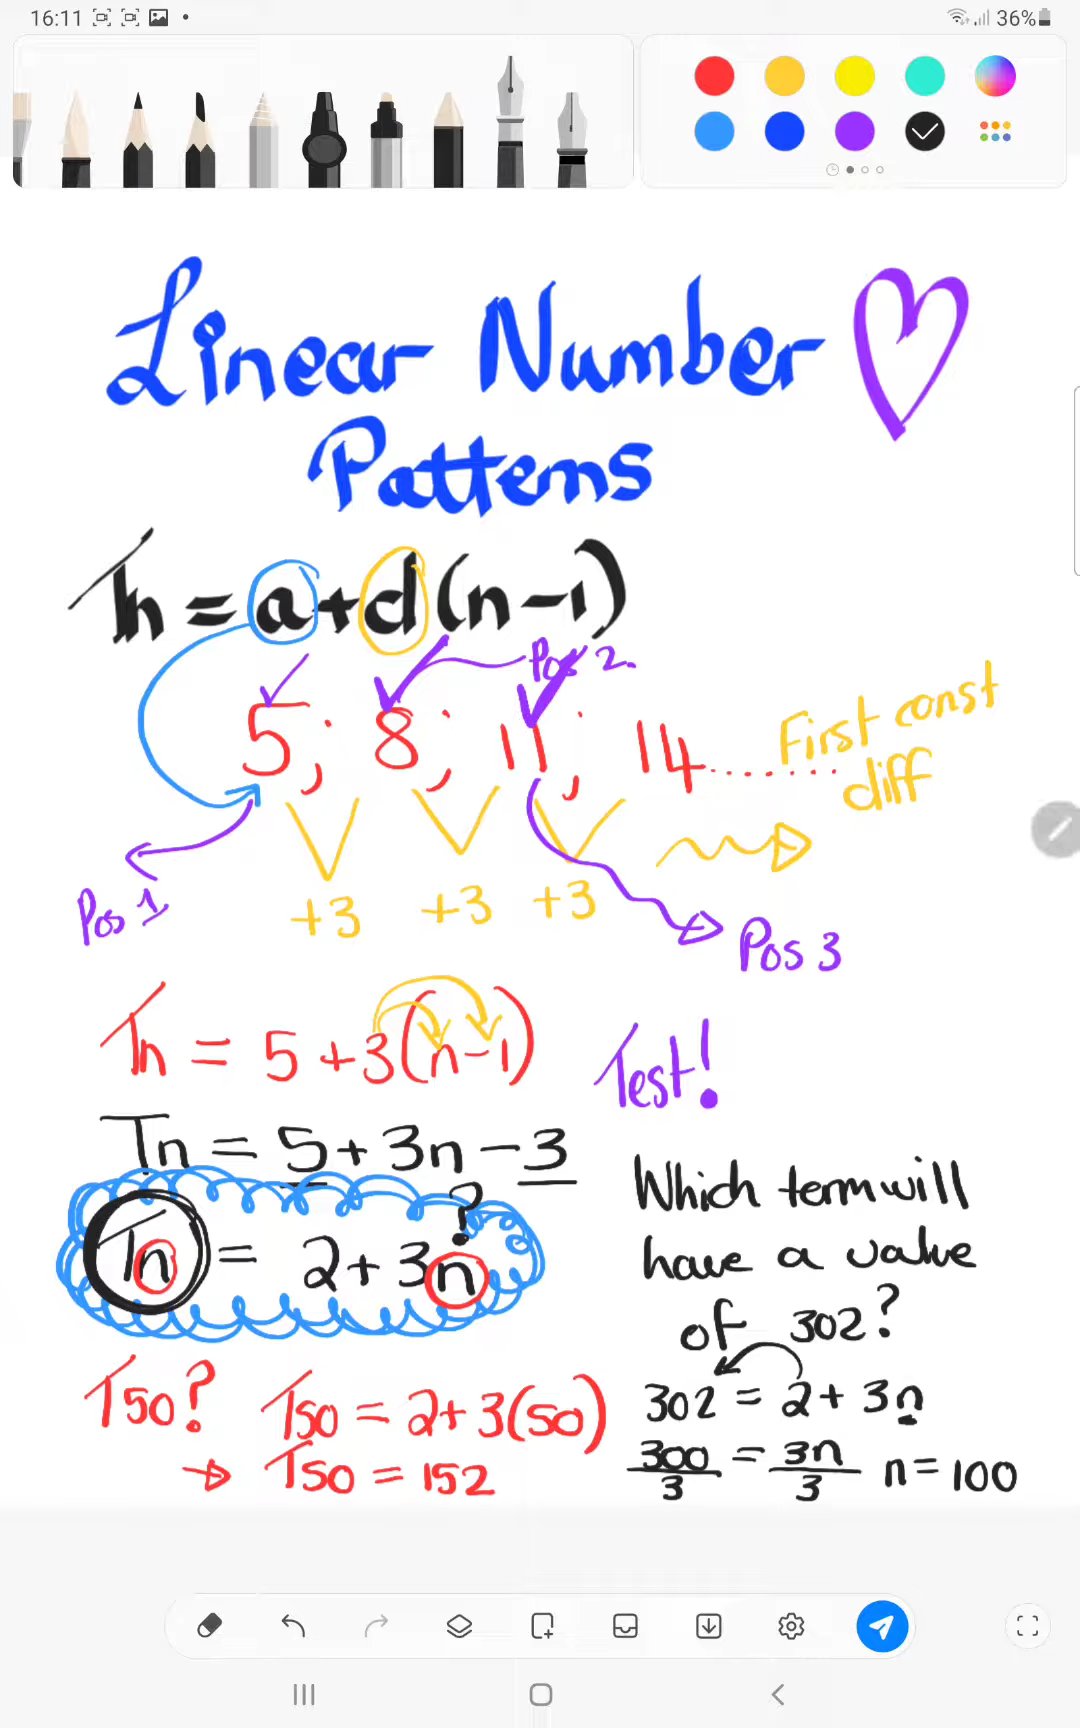 16:11
36%
Linear Number
Patterns
Tn = a + d(n-1)
Pos 2.
5; 8; 11; 14.........
First const
diff
+3 +3 +3
Pos 1
Pos 3
Tn = 5 + 3(n-1)
Test!
Tn = 5 + 3n - 3
?
Tn = 2 + 3n
Which term will
have a value
of 302?
T50? T50 = 2 + 3(50)
→ T50 = 152
302 = 2 + 3n
300/3 = 3n/3 n = 100